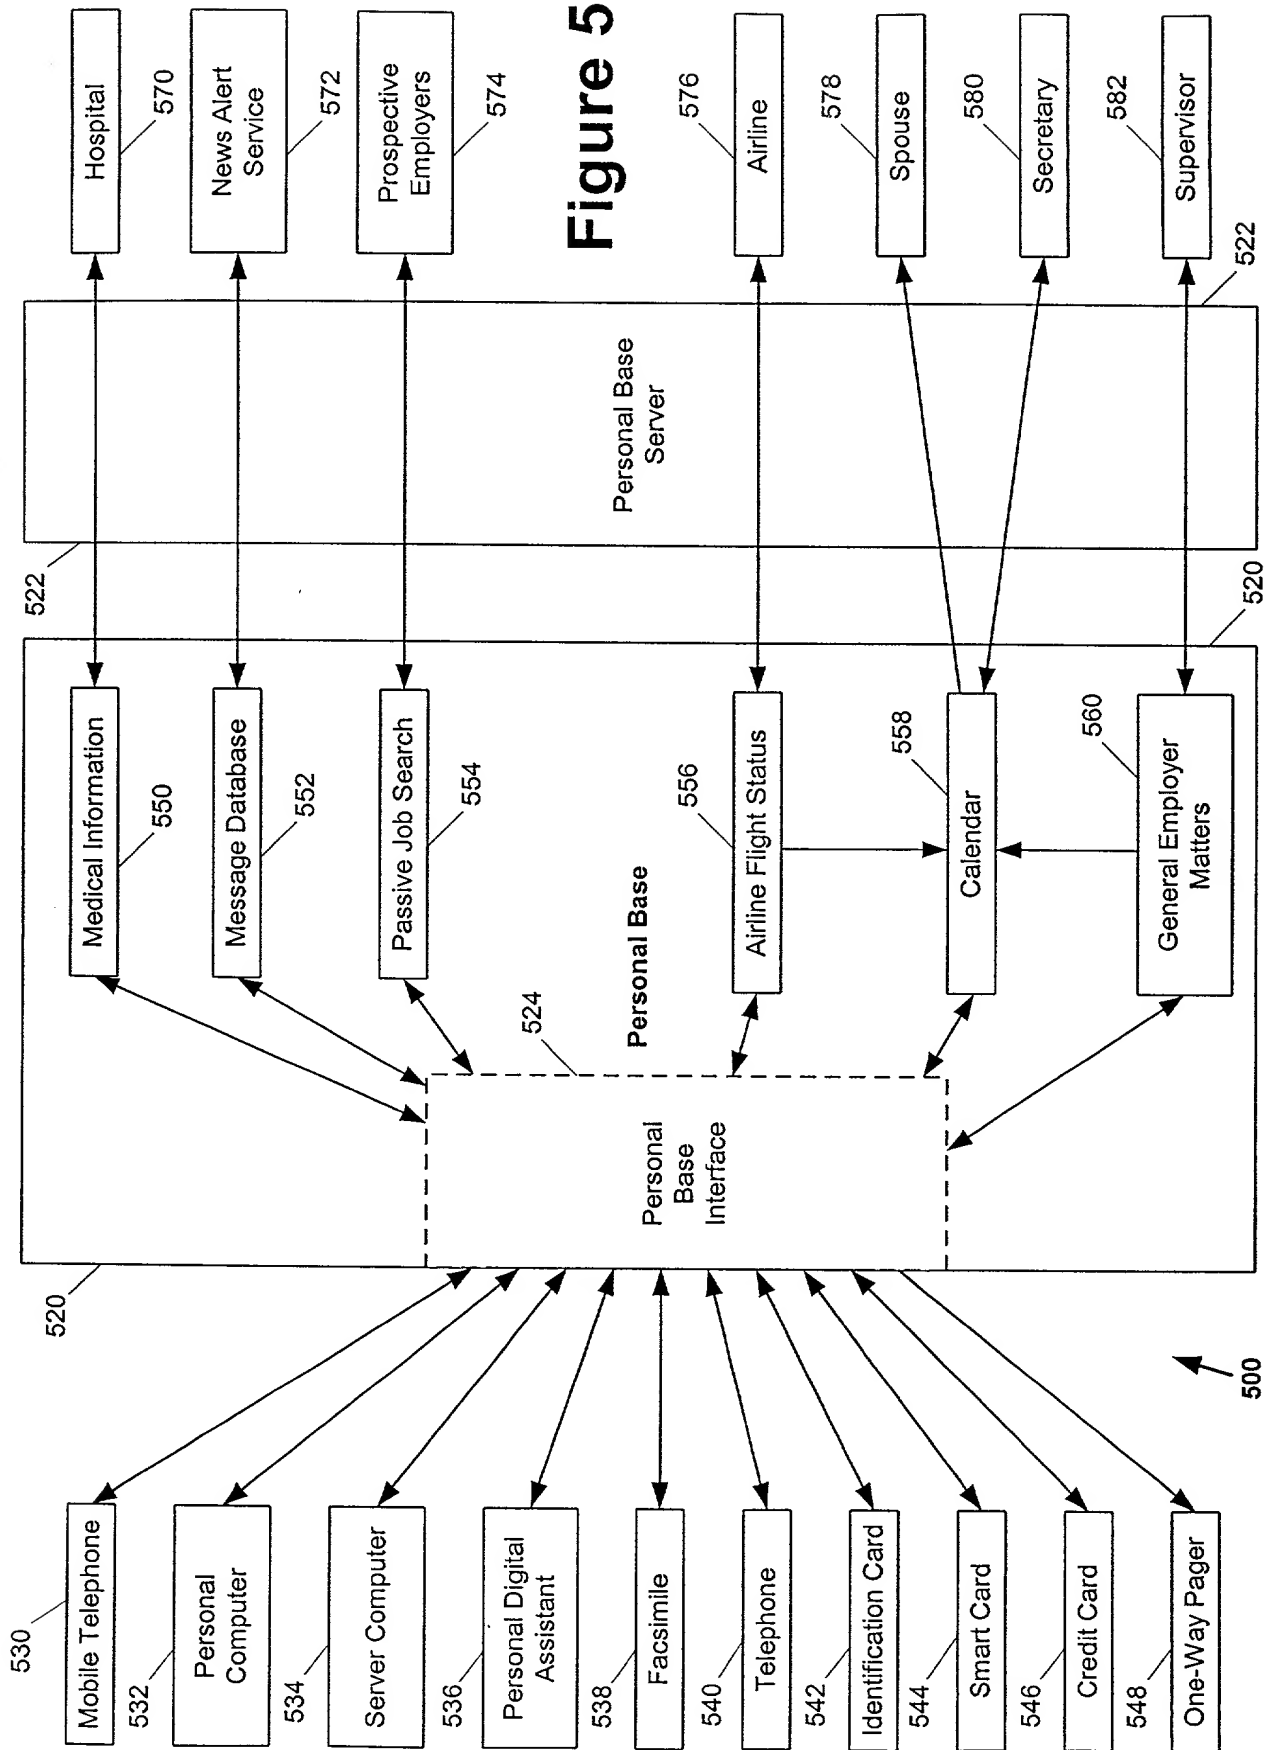 530
Mobile Telephone
532
Personal
Computer
534
Server Computer
536
Personal Digital
Assistant
538
Facsimile
540
Telephone
542
Identification Card
544
Smart Card
546
Credit Card
548
One-Way Pager
500
520
Personal Base
524
Personal
Base
Interface
Medical Information
550
Message Database
552
Passive Job Search
554
556
Airline Flight Status
558
Calendar
560
General Employer
Matters
520
522
Personal Base
Server
522
Hospital
570
News Alert
Service
572
Prospective
Employers
574
Figure 5
576
Airline
578
Spouse
580
Secretary
582
Supervisor